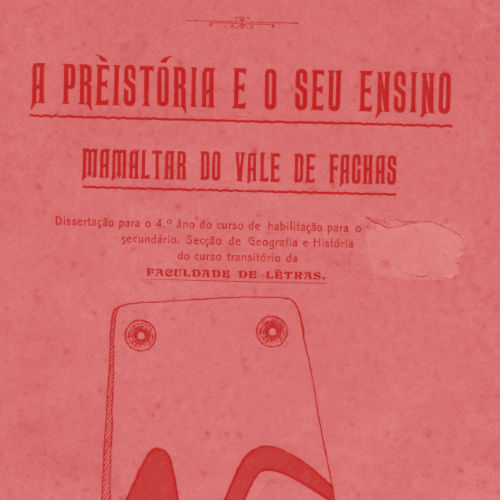 A PRÈISTÓRIA E O SEU ENSINO
MAMALTAR DO VALE DE FACHAS
Dissertação para o 4.º âno do curso de habilitação para o
secundário. Secção de Geografia e História
do curso transitório da
FACULDADE DE LÊTRAS.